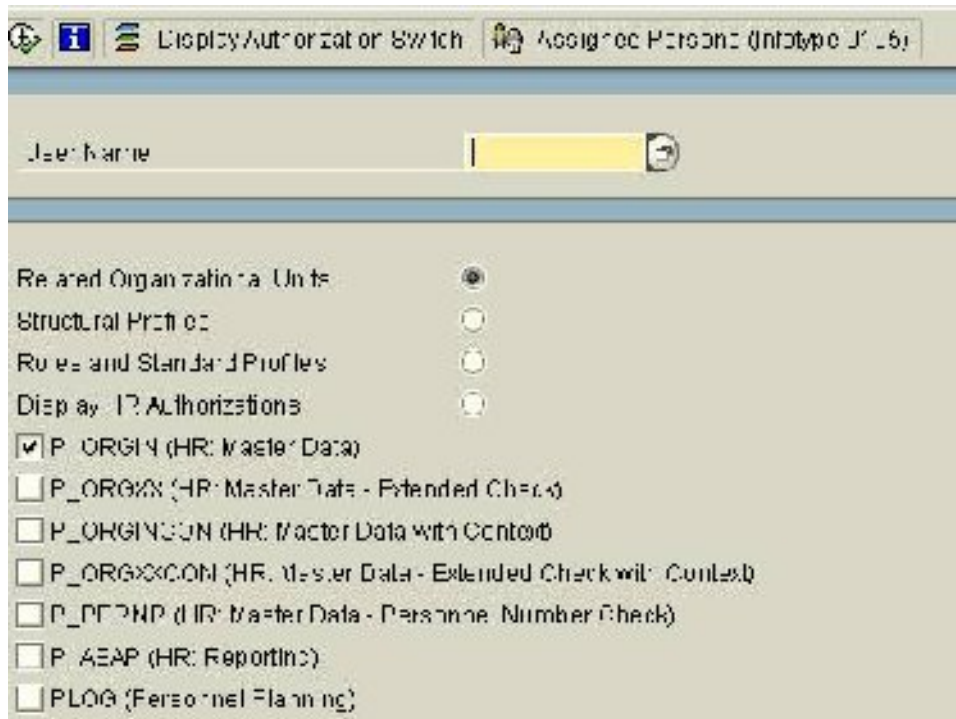 Display Authorization Switch Assigned Persons (Infotype 0105)
User Name
Related Organizational Units
Structural Profiles
Roles and Standard Profiles
Display HR Authorizations
P_ORGIN (HR: Master Data)
P_ORGXX (HR: Master Data - Extended Check)
P_ORGINCON (HR: Master Data with Context)
P_ORGXXCON (HR: Master Data - Extended Check with Context)
P_PERNR (HR: Master Data - Personnel Number Check)
P_ABAP (HR: Reporting)
PLOG (Personnel Planning)